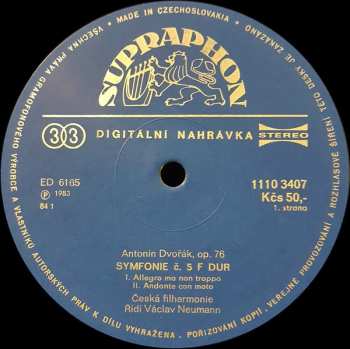 MADE IN CZECHOSLOVAKIA • VŠECHNA PRÁVA GRAMOFONOVÉHO VÝROBCE A VLASTNÍKŮ AUTORSKÝCH PRÁV K DÍLU VYHRAŽENA. POŘIZOVÁNÍ KOPIÍ, VEŘEJNÉ PROVOZOVÁNÍ A ROZHLASOVÉ ŠÍŘENÍ TÉTO DESKY JE ZAKÁZÁNO
SUPRAPHON
33 DIGITÁLNÍ NAHRÁVKA STEREO
ED 6165
Ⓟ 1983
84 1
1110 3407
Kčs 50,-
1. strana
Antonín Dvořák, op. 76
SYMFONIE č. 5 F DUR
I. Allegro ma non troppo
II. Andante con moto
Česká filharmonie
Řídí Václav Neumann